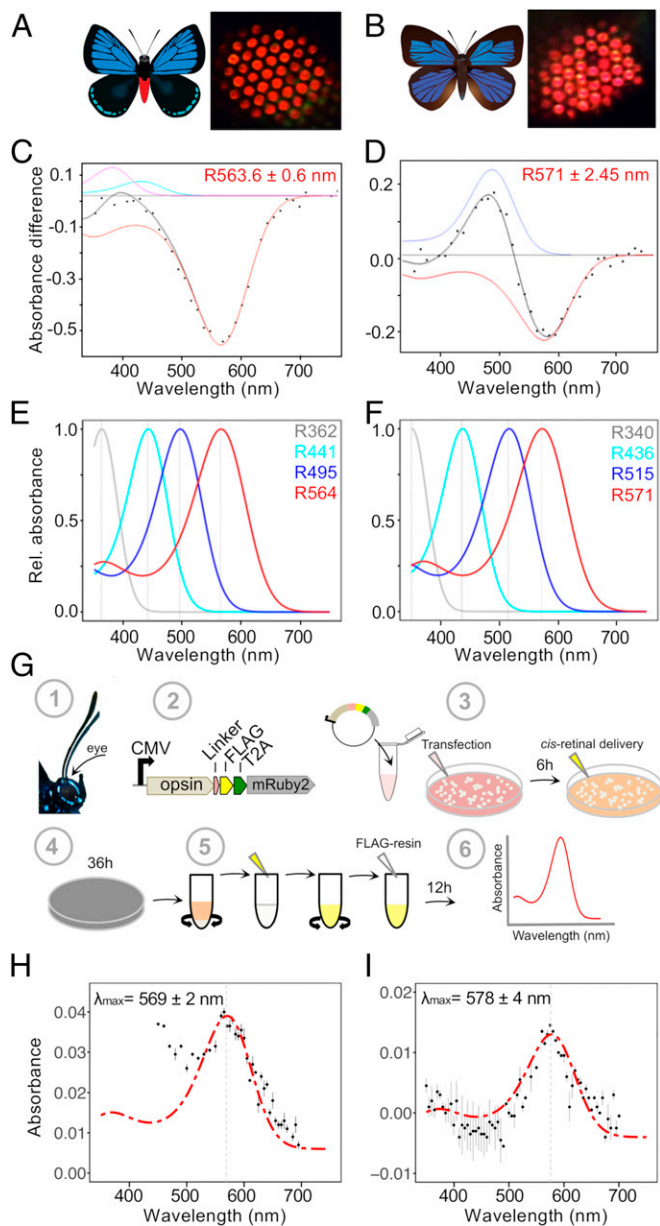 A
B
C
D
R563.6 ± 0.6 nm
R571 ± 2.45 nm
Absorbance difference
0.1
-0.1
-0.3
-0.5
0.2
0.0
-0.2
400 500 600 700
400 500 600 700
Wavelength (nm)
Wavelength (nm)
E
F
Rel. absorbance
1.0
0.5
0.0
R362
R441
R495
R564
1.0
0.5
0.0
R340
R436
R515
R571
400 500 600 700
400 500 600 700
Wavelength (nm)
Wavelength (nm)
G
1
eye
2
CMV
Linker
FLAG
T2A
opsin
mRuby2
3
Transfection
6h
cis-retinal delivery
4
36h
5
FLAG-resin
12h
6
Absorbance
Wavelength (nm)
H
I
λmax= 569 ± 2 nm
λmax= 578 ± 4 nm
Absorbance
0.04
0.03
0.02
0.01
0.00
0.02
0.01
0.00
−0.01
400 500 600 700
400 500 600 700
Wavelength (nm)
Wavelength (nm)